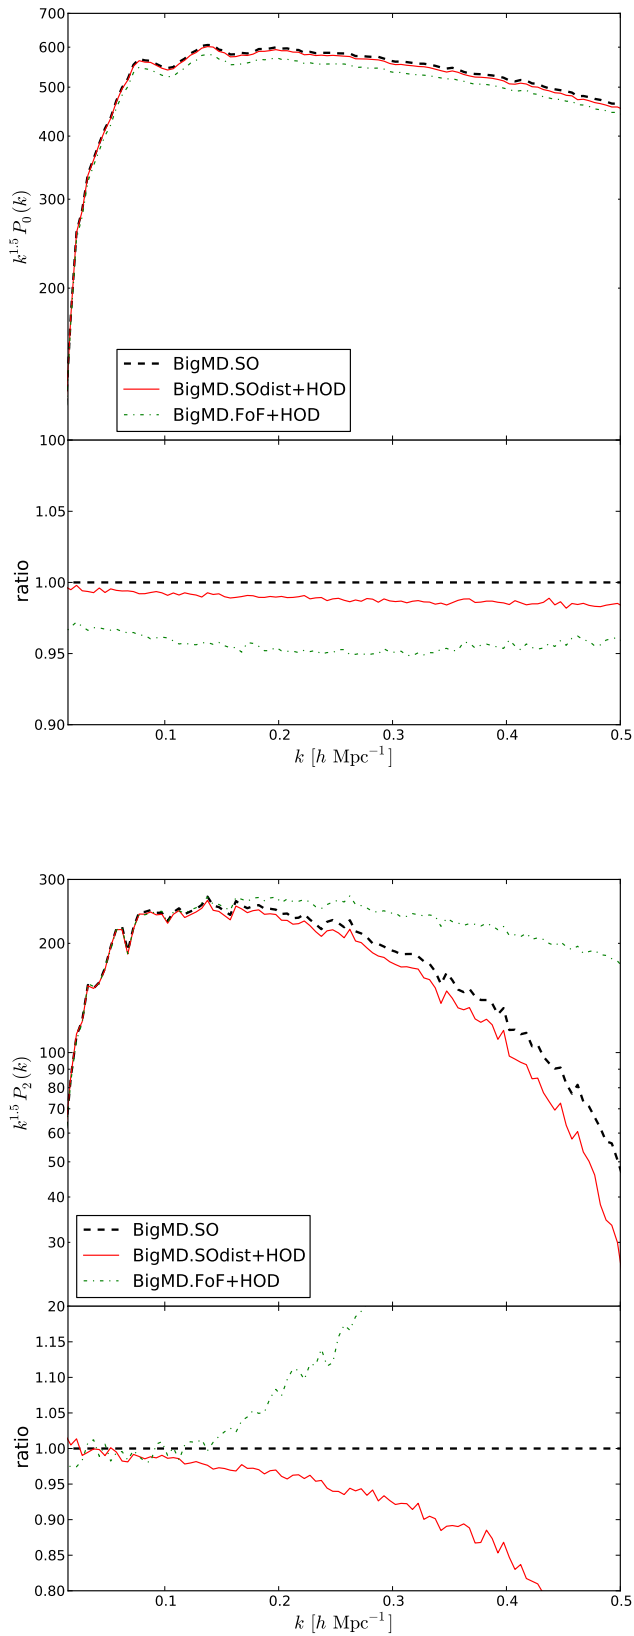 700
600
500
400
300
200
100
k^{1.5} P_0(k)
BigMD.SO
BigMD.SOdist+HOD
BigMD.FoF+HOD
1.05
1.00
0.95
0.90
ratio
0.1 0.2 0.3 0.4 0.5
k [h Mpc^{-1}]
300
200
100
90
80
70
60
50
40
30
20
k^{1.5} P_2(k)
BigMD.SO
BigMD.SOdist+HOD
BigMD.FoF+HOD
1.15
1.10
1.05
1.00
0.95
0.90
0.85
0.80
ratio
0.1 0.2 0.3 0.4 0.5
k [h Mpc^{-1}]